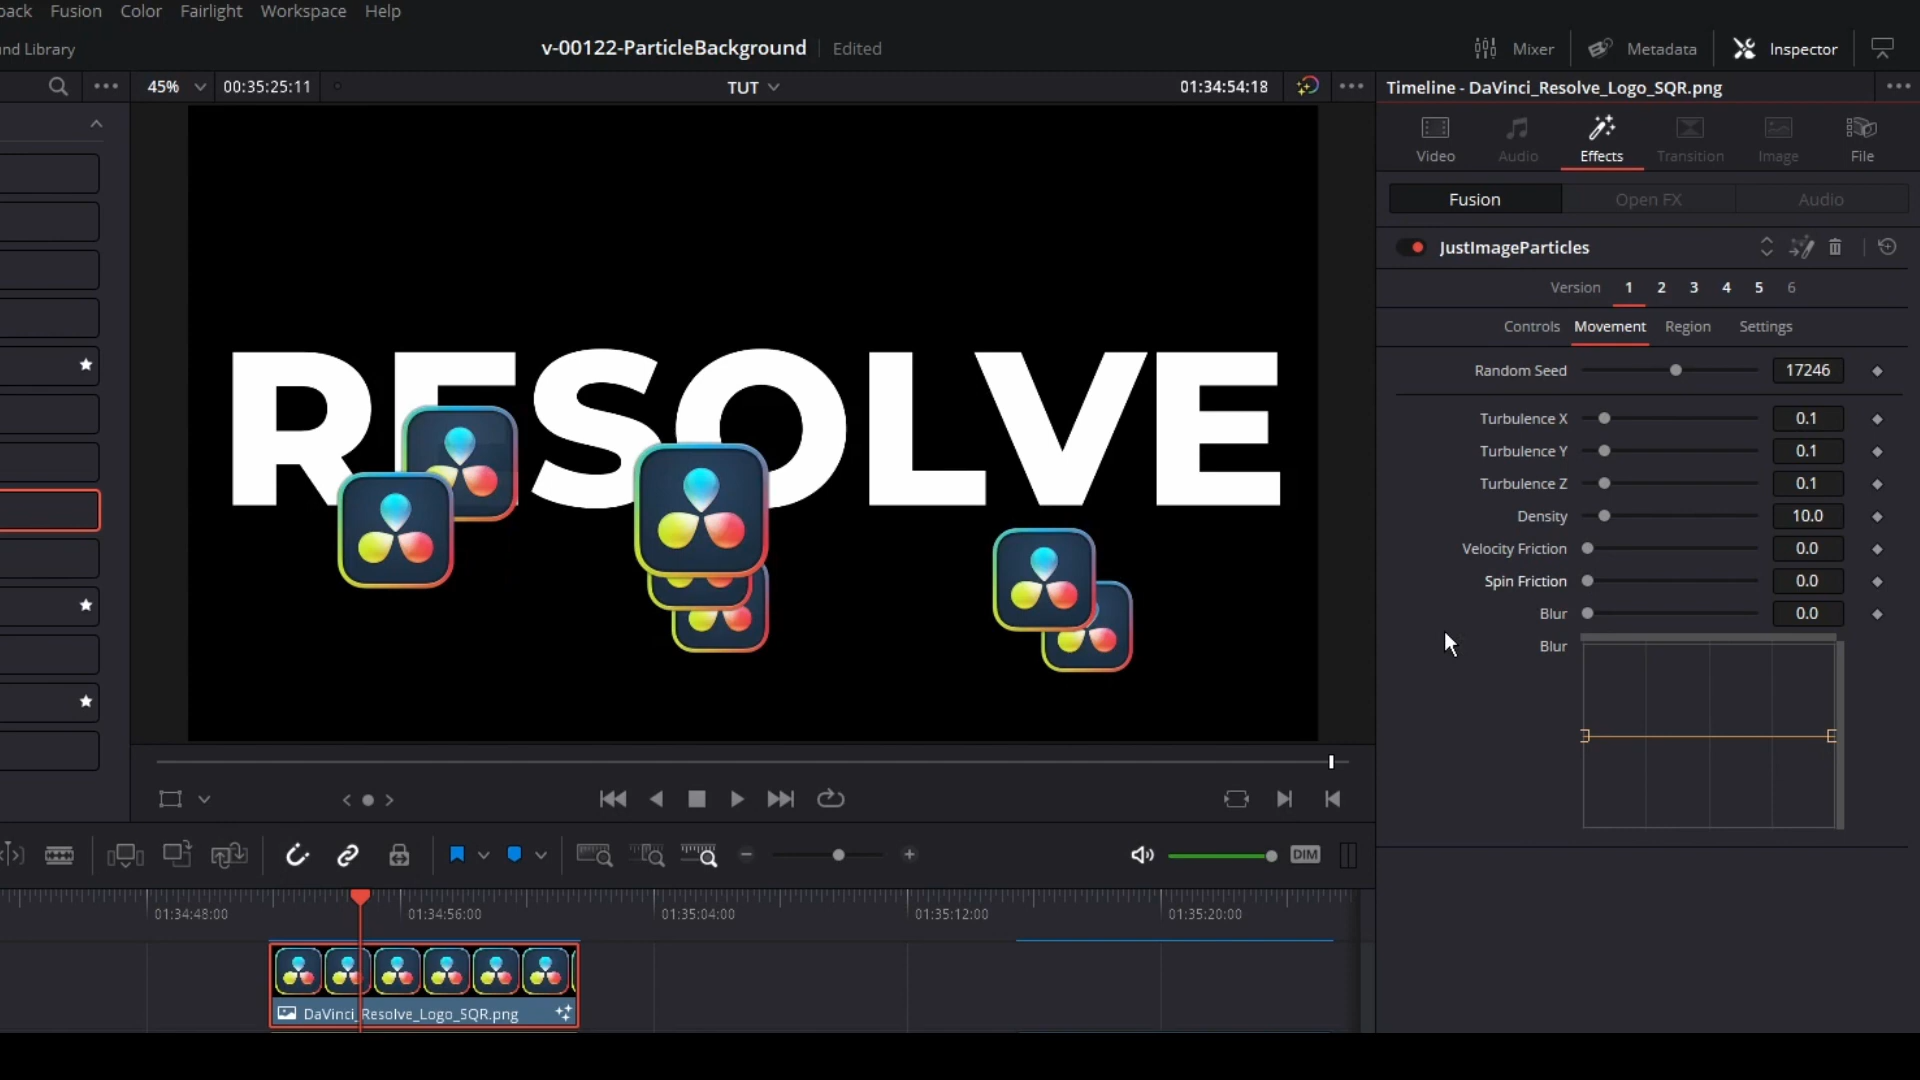 Fusion Color Fairlight Workspace Help
Library
v-00122-ParticleBackground Edited
Mixer Metadata Inspector
45% 00:35:25:11 TUT 01:34:54:18
Timeline - DaVinci_Resolve_Logo_SQR.png
Video Audio Effects Transition Image File
Fusion Open FX Audio
JustImageParticles
Version 1 2 3 4 5 6
Controls Movement Region Settings
Random Seed 17246
Turbulence X 0.1
Turbulence Y 0.1
Turbulence Z 0.1
Density 10.0
Velocity Friction 0.0
Spin Friction 0.0
Blur 0.0
Blur
RESOLVE
DIM
01:34:48:00 01:34:56:00 01:35:04:00 01:35:12:00 01:35:20:00
DaVinci_Resolve_Logo_SQR.png